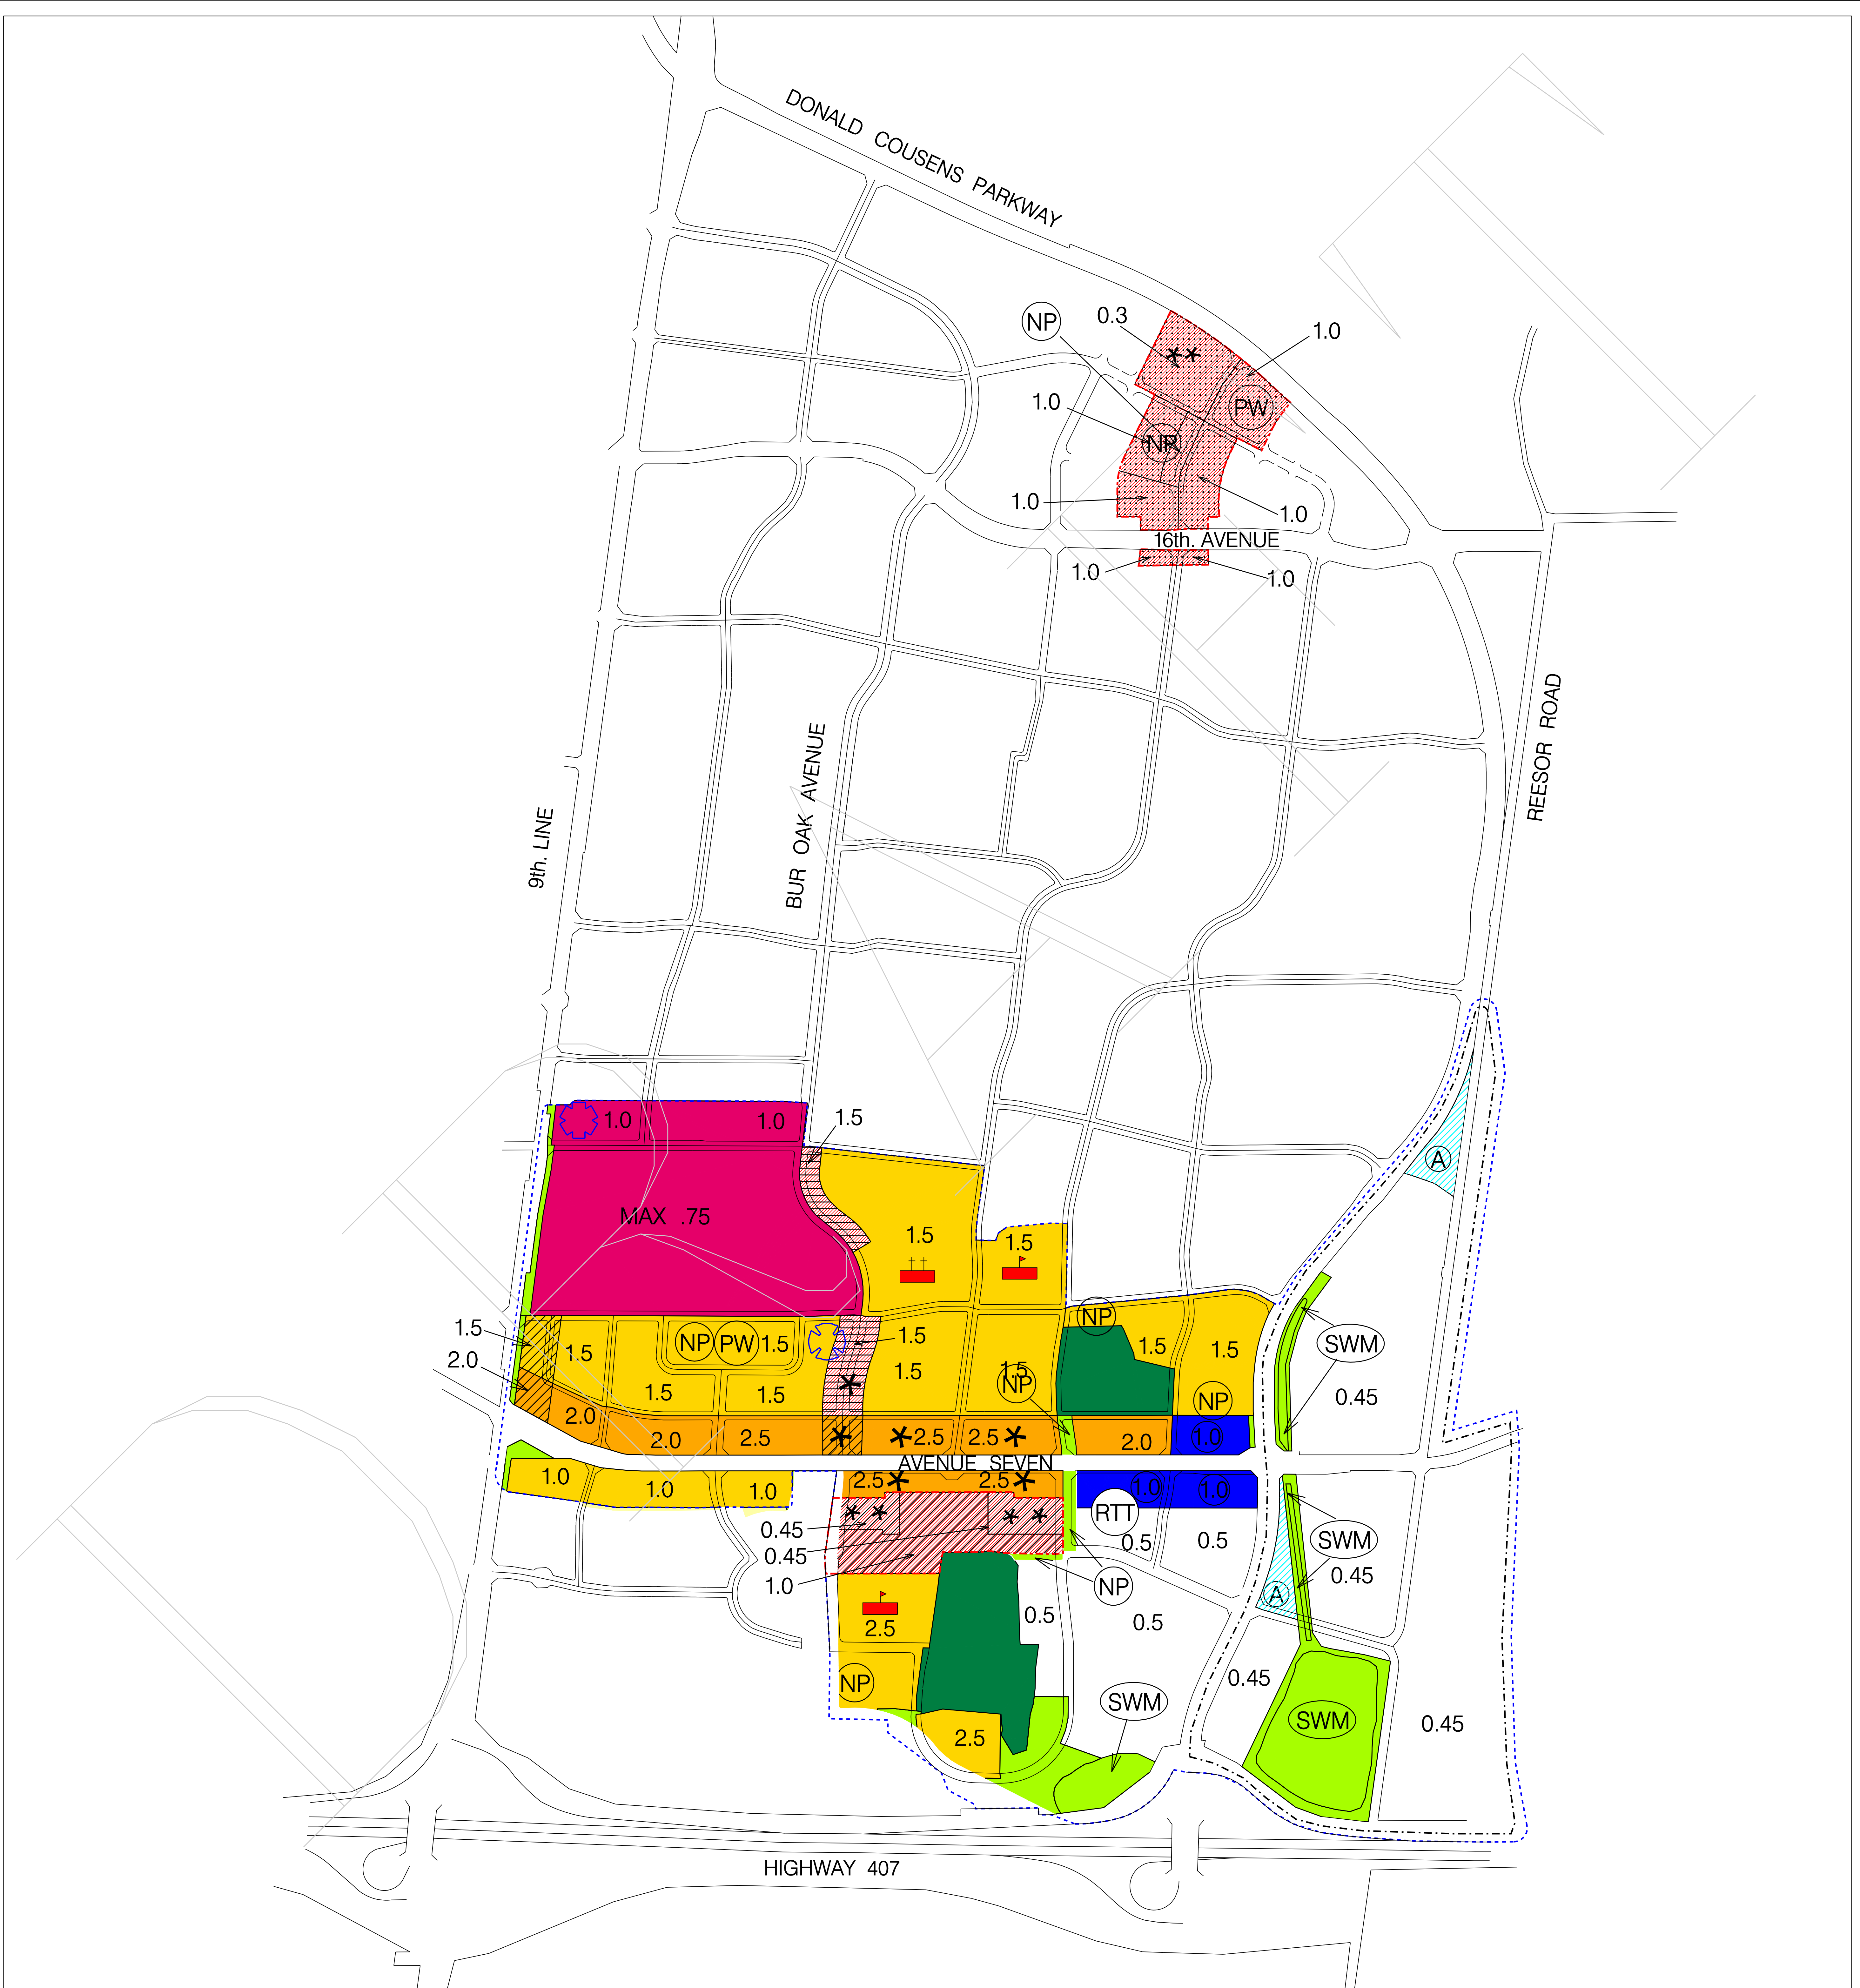 DONALD COUSENS PARKWAY
NP
0.3
**
1.0
PW
1.0
NP
1.0
1.0
16th. AVENUE
1.0
1.0
REESOR ROAD
BUR OAK AVENUE
9th. LINE
1.0
1.0
1.5
A
MAX .75
1.5
1.5
NP
1.5
1.5
NP
PW
1.5
1.5
1.5
1.5
SWM
2.0
1.5
1.5
1.5
1.5
1.5
NP
NP
0.45
*
2.0
2.0
2.5
*
*
2.5
2.5
*
2.0
1.0
AVENUE SEVEN
1.0
1.0
1.0
2.5
*
2.5
*
1.0
1.0
RTT
* *
* *
0.45
0.45
1.0
0.5
0.5
SWM
0.45
NP
A
2.5
0.5
0.5
NP
0.45
SWM
SWM
0.45
2.5
HIGHWAY 407